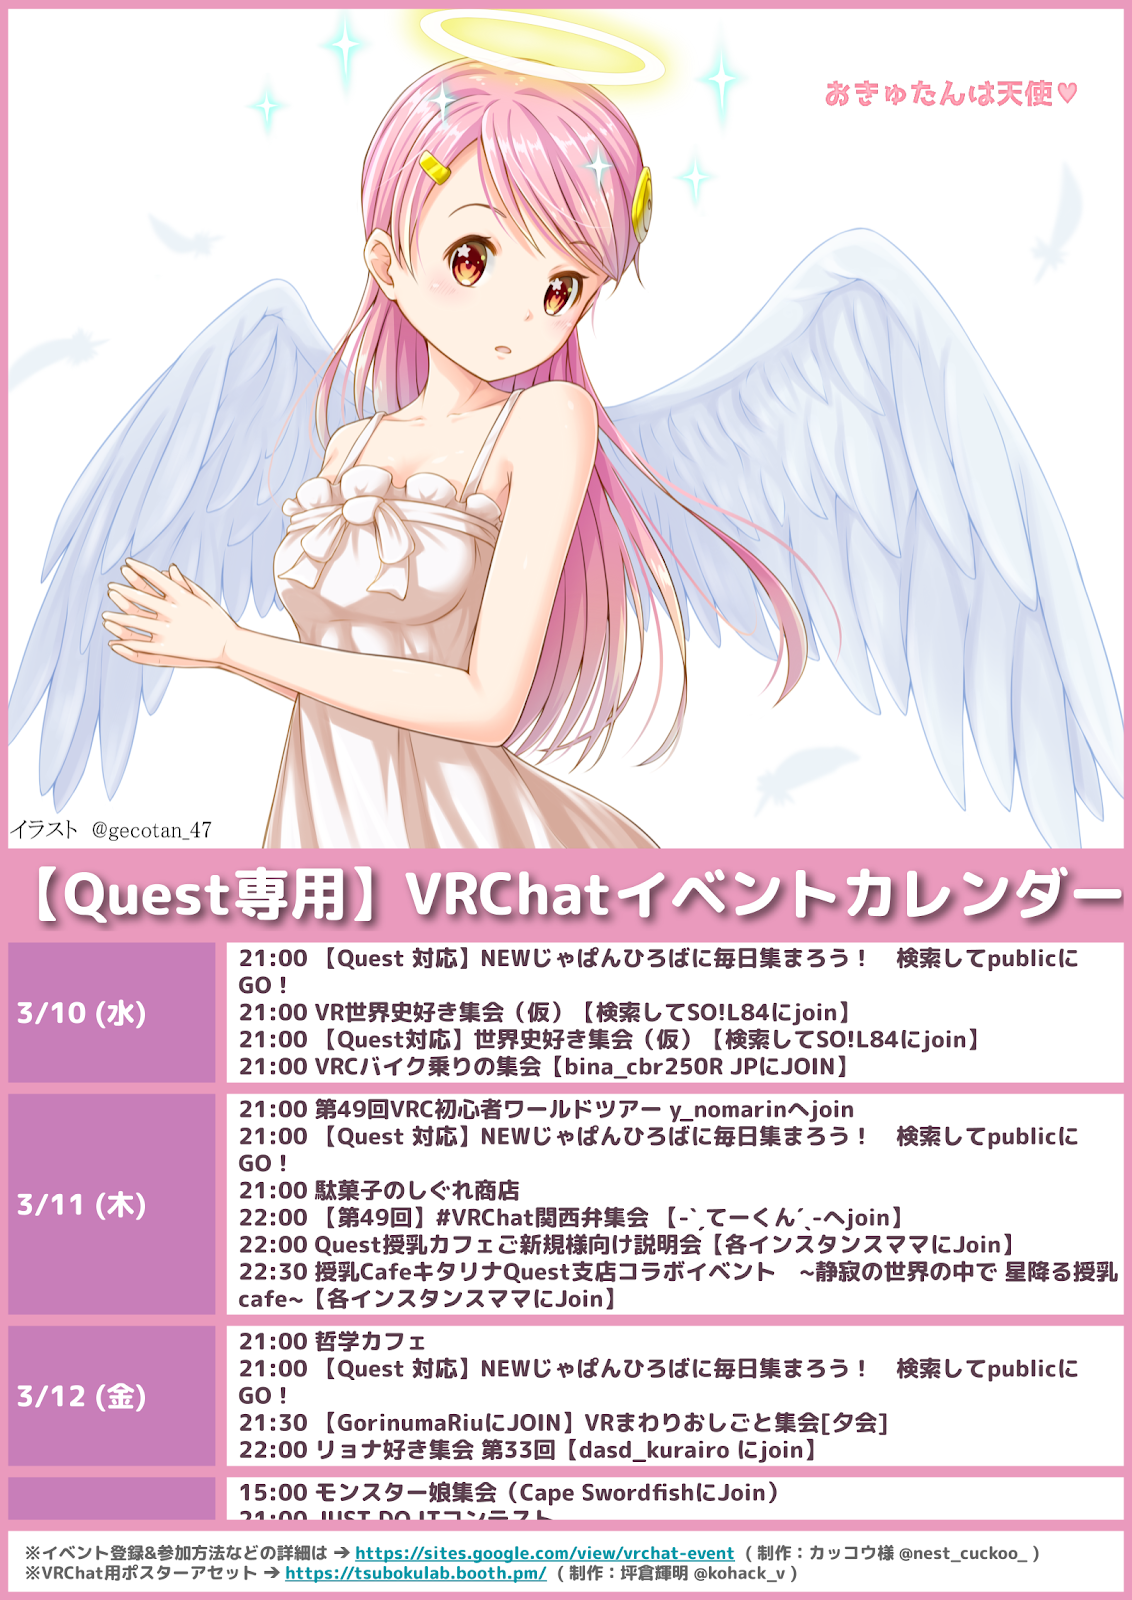 おきゅたんは天使♥
イラスト @gecotan_47
【Quest専用】VRChatイベントカレンダー
3/10 (水)
21:00 【Quest 対応】NEWじゃぱんひろばに毎日集まろう！　検索してpublicに
GO！
21:00 VR世界史好き集会（仮）【検索してSO!L84にjoin】
21:00 【Quest対応】世界史好き集会（仮）【検索してSO!L84にjoin】
21:00 VRCバイク乗りの集会【bina_cbr250R JPにJOIN】
3/11 (木)
21:00 第49回VRC初心者ワールドツアー y_nomarinへjoin
21:00 【Quest 対応】NEWじゃぱんひろばに毎日集まろう！　検索してpublicに
GO！
21:00 駄菓子のしぐれ商店
22:00 【第49回】#VRChat関西弁集会 【-ˋˏてーくんˊˎ-へjoin】
22:00 Quest授乳カフェご新規様向け説明会【各インスタンスママにJoin】
22:30 授乳CafeキタリナQuest支店コラボイベント　~静寂の世界の中で 星降る授乳
cafe~【各インスタンスママにJoin】
3/12 (金)
21:00 哲学カフェ
21:00 【Quest 対応】NEWじゃぱんひろばに毎日集まろう！　検索してpublicに
GO！
21:30 【GorinumaRiuにJOIN】VRまわりおしごと集会[夕会]
22:00 リョナ好き集会 第33回【dasd_kurairo にjoin】
15:00 モンスター娘集会（Cape SwordfishにJoin）
21:00 JUST DO ITコンテスト
※イベント登録&参加方法などの詳細は → https://sites.google.com/view/vrchat-event ( 制作：カッコウ様 @nest_cuckoo_ )
※VRChat用ポスターアセット → https://tsubokulab.booth.pm/ ( 制作：坪倉輝明 @kohack_v )